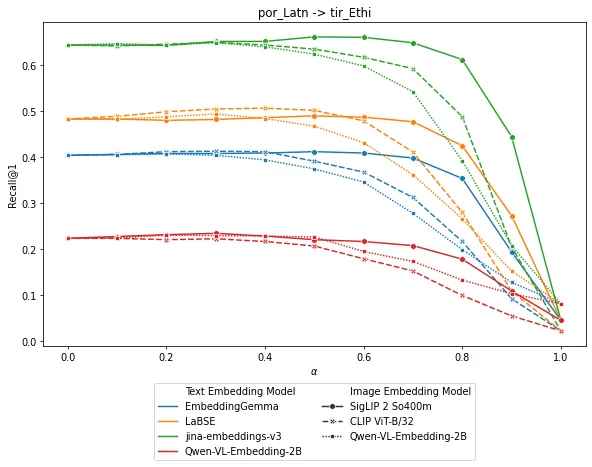 por_Latn -> tir_Ethi
Recall@1
0.6
0.5
0.4
0.3
0.2
0.1
0.0
0.0 0.2 0.4 0.6 0.8 1.0
α
Text Embedding Model Image Embedding Model
EmbeddingGemma SigLIP 2 So400m
LaBSE CLIP ViT-B/32
jina-embeddings-v3 Qwen-VL-Embedding-2B
Qwen-VL-Embedding-2B